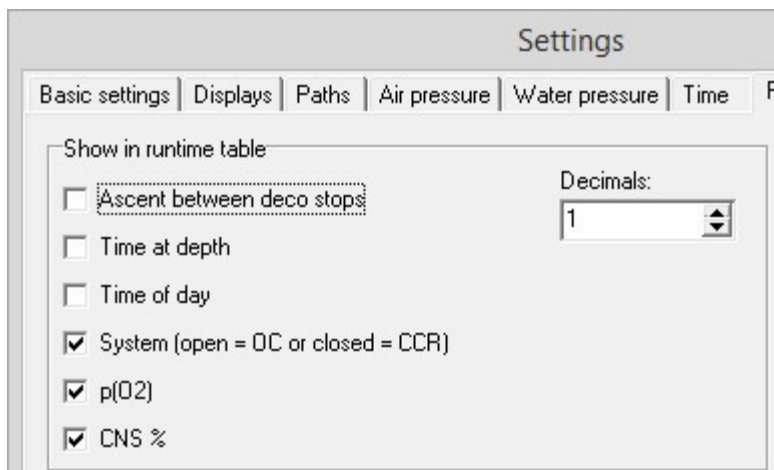 Settings
Basic settings Displays Paths Air pressure Water pressure Time
Show in runtime table
Ascent between deco stops
Decimals:
1
Time at depth
Time of day
System (open = OC or closed = CCR)
p(O2)
CNS %